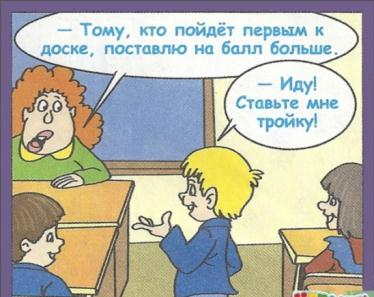 — Тому, кто пойдёт первым к
доске, поставлю на балл больше.
— Иду!
Ставьте мне
тройку!